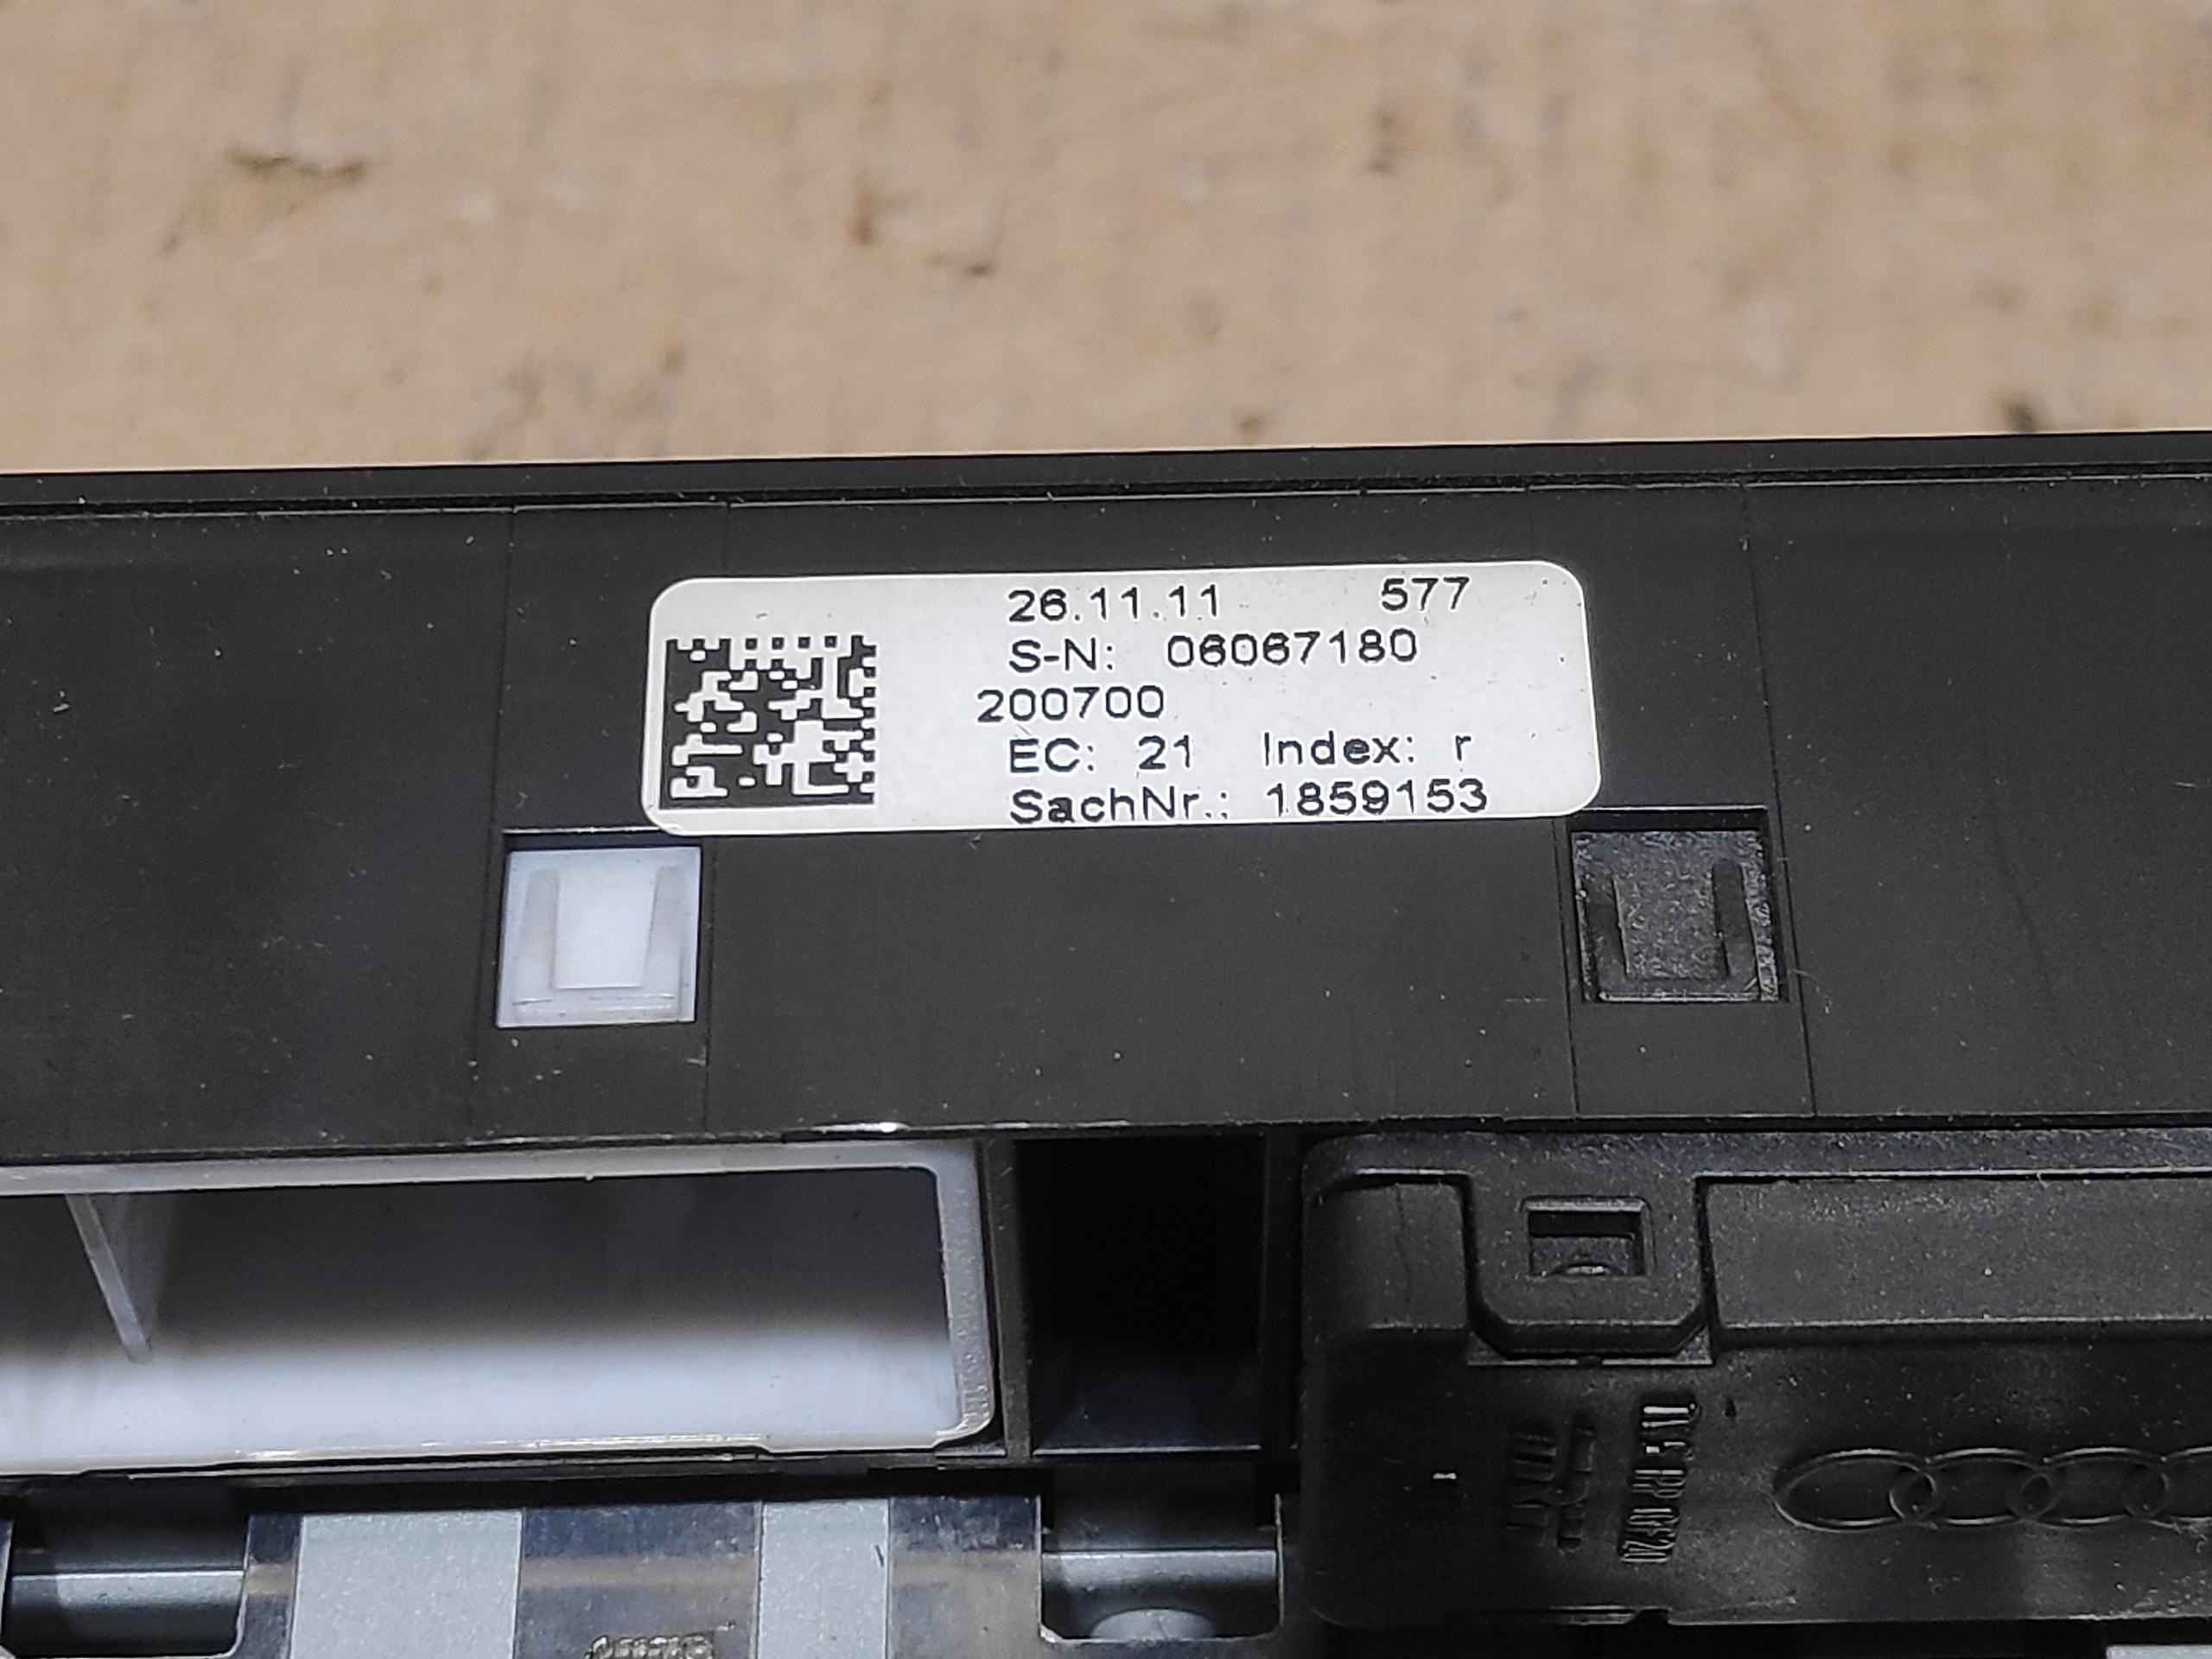 26.11.11 577
S-N: 06067180
200700
EC: 21 Index: r
SachNr.: 1859153